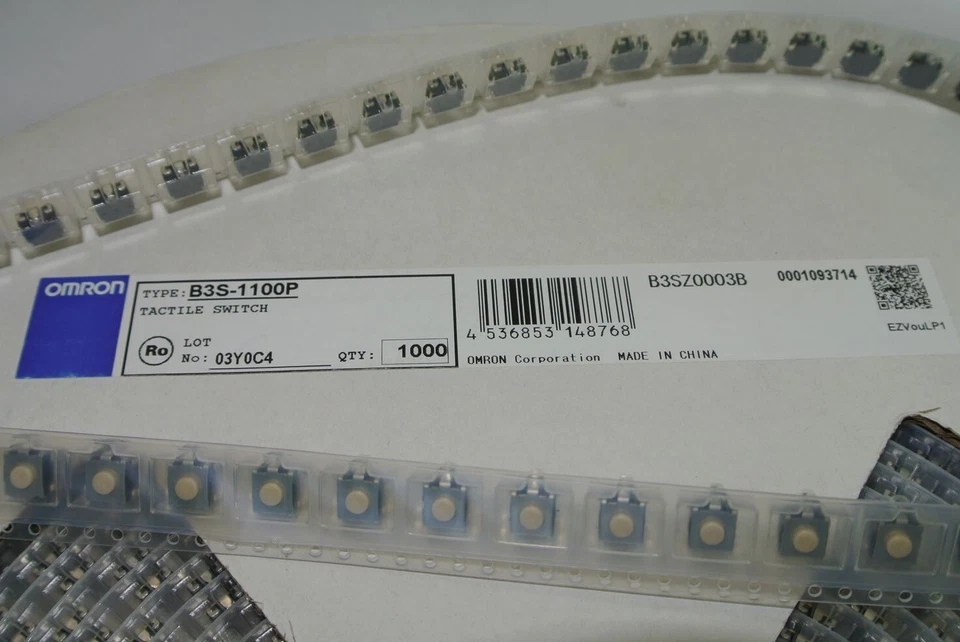 OMRON
TYPE: B3S-1100P
TACTILE SWITCH
Ro
LOT
No: 03Y0C4
QTY: 1000
4 536853 148768
OMRON Corporation MADE IN CHINA
B3SZ0003B
0001093714
EZVouLP1